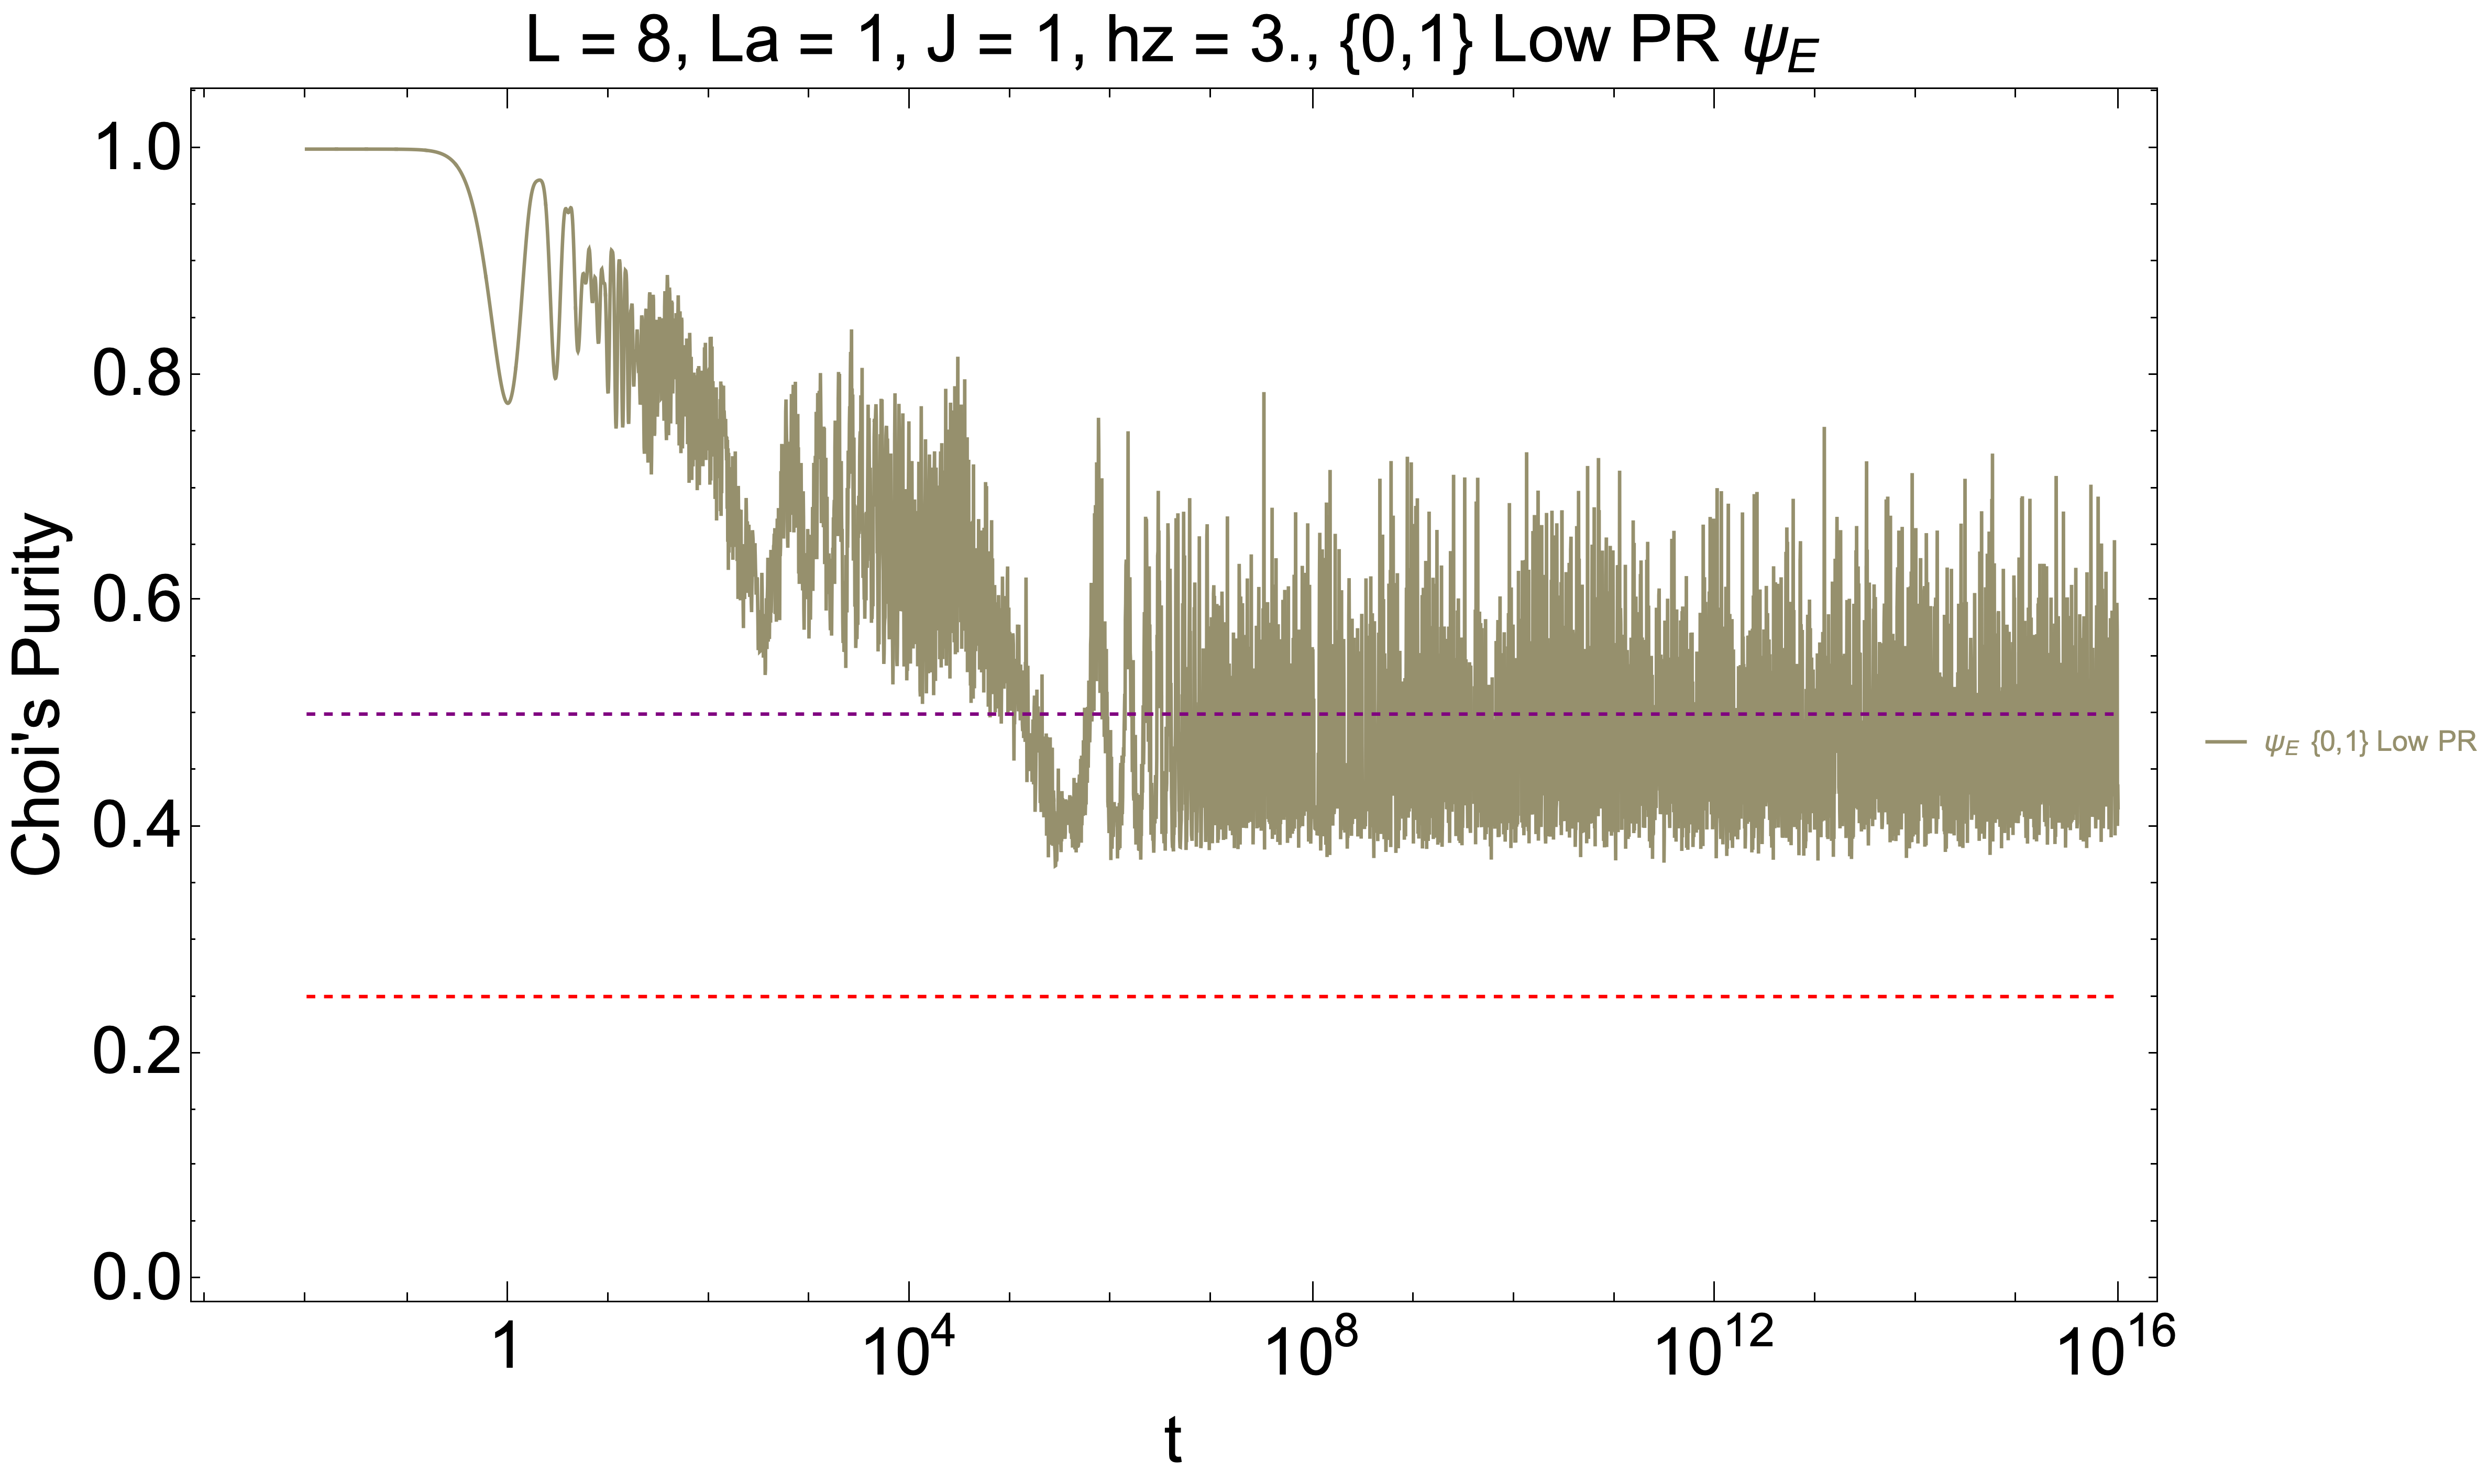 L = 8, La = 1, J = 1, hz = 3., {0,1} Low PR ψE
Choi's Purity
1.0
0.8
0.6
0.4
0.2
0.0
1
10^4
10^8
10^12
10^16
t
ψE {0,1} Low PR